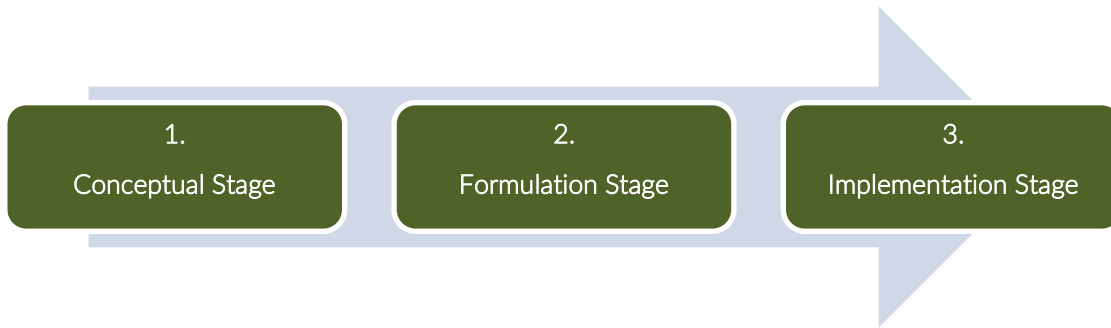 1.
Conceptual Stage
2.
Formulation Stage
3.
Implementation Stage